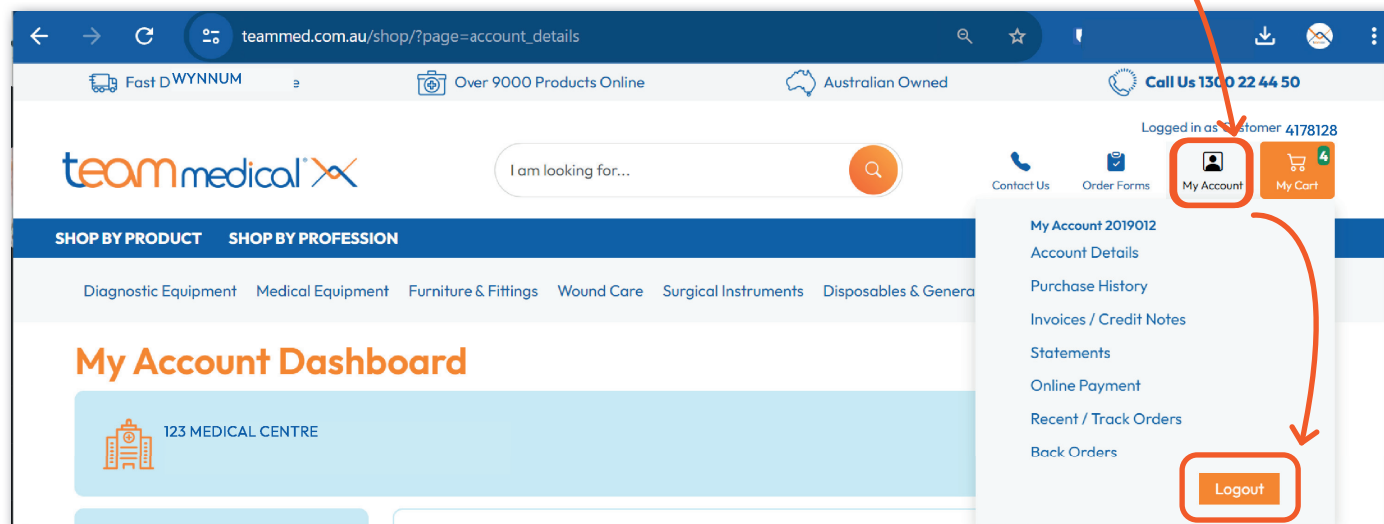 teammed.com.au/shop/?page=account_details
Fast D WYNNUM e
Over 9000 Products Online
Australian Owned
Call Us 1300 22 44 50
Logged in as Customer 4178128
teammedical
I am looking for...
Contact Us
Order Forms
My Account
4
My Cart
SHOP BY PRODUCT SHOP BY PROFESSION
My Account 2019012
Account Details
Purchase History
Invoices / Credit Notes
Statements
Online Payment
Recent / Track Orders
Back Orders
Logout
Diagnostic Equipment Medical Equipment Furniture & Fittings Wound Care Surgical Instruments Disposables & Genera
My Account Dashboard
123 MEDICAL CENTRE